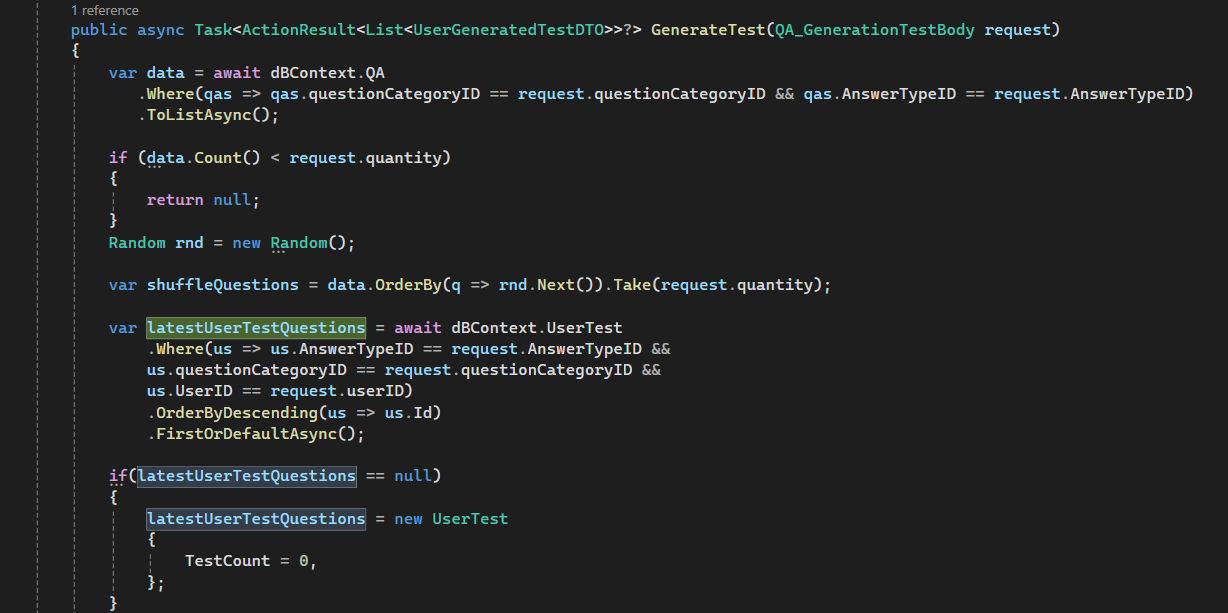 1 reference
public async Task<ActionResult<List<UserGeneratedTestDTO>>?> GenerateTest(QA_GenerationTestBody request)
{
var data = await dBContext.QA
.Where(qas => qas.questionCategoryID == request.questionCategoryID && qas.AnswerTypeID == request.AnswerTypeID)
.ToListAsync();
if (data.Count() < request.quantity)
{
return null;
}
Random rnd = new Random();
var shuffleQuestions = data.OrderBy(q => rnd.Next()).Take(request.quantity);
var latestUserTestQuestions = await dBContext.UserTest
.Where(us => us.AnswerTypeID == request.AnswerTypeID &&
us.questionCategoryID == request.questionCategoryID &&
us.UserID == request.userID)
.OrderByDescending(us => us.Id)
.FirstOrDefaultAsync();
if(latestUserTestQuestions == null)
{
latestUserTestQuestions = new UserTest
{
TestCount = 0,
};
}